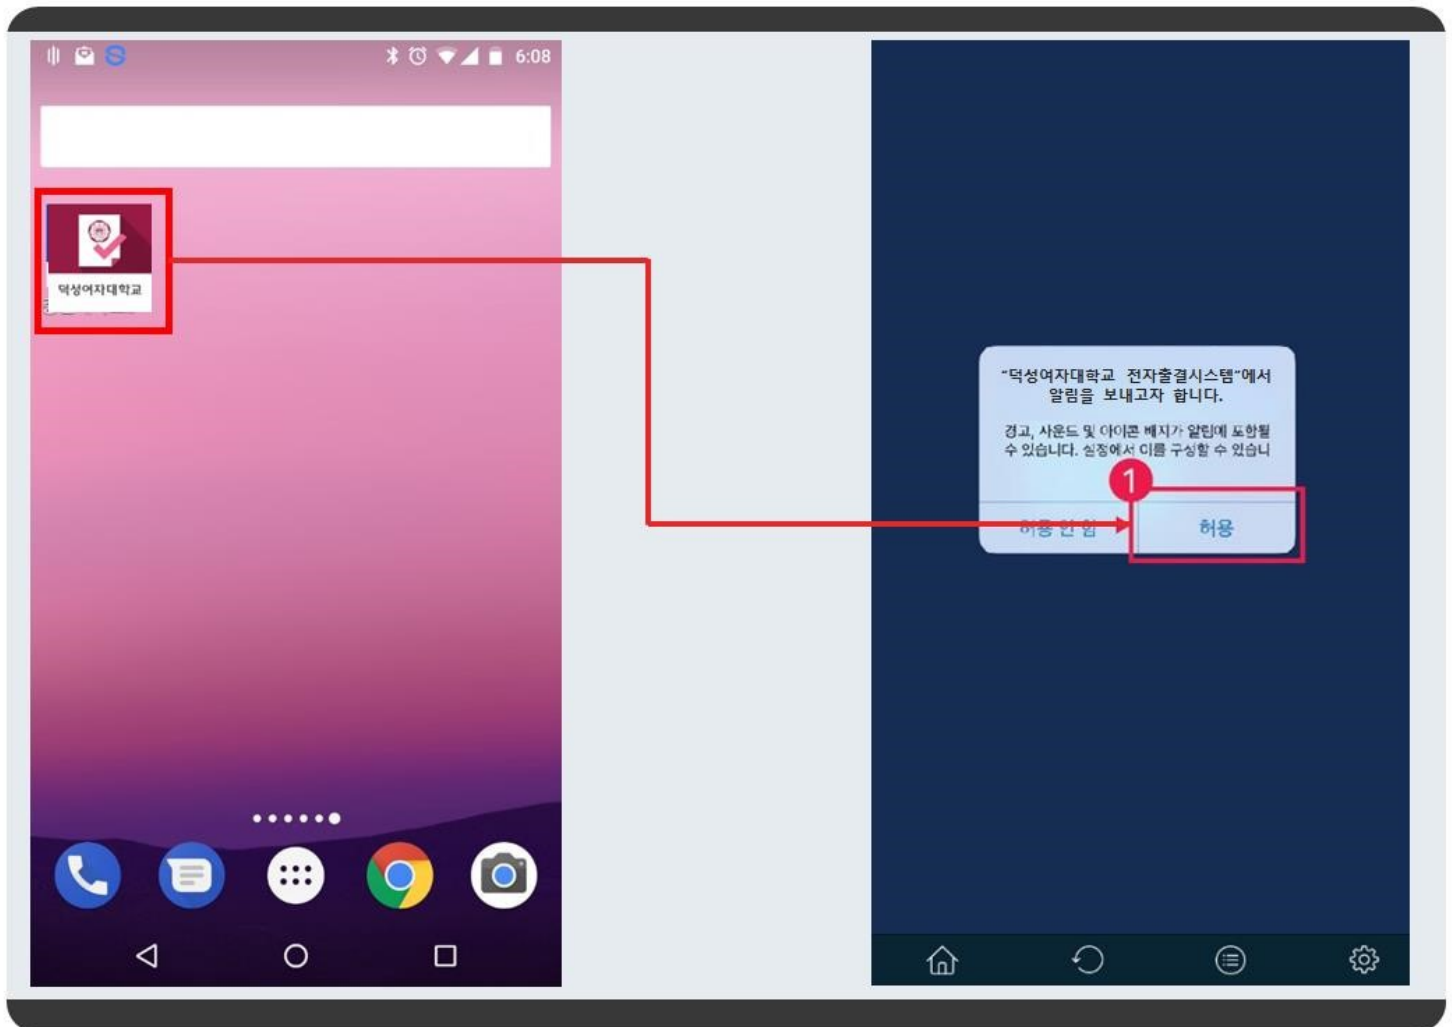 6:08
덕성여자대학교
"덕성여자대학교 전자출결시스템"에서
알림을 보내고자 합니다.
경고, 사운드 및 아이콘 배지가 알림에 포함될
수 있습니다. 설정에서 이를 구성할 수 있습니
1
허용 안 함
허용